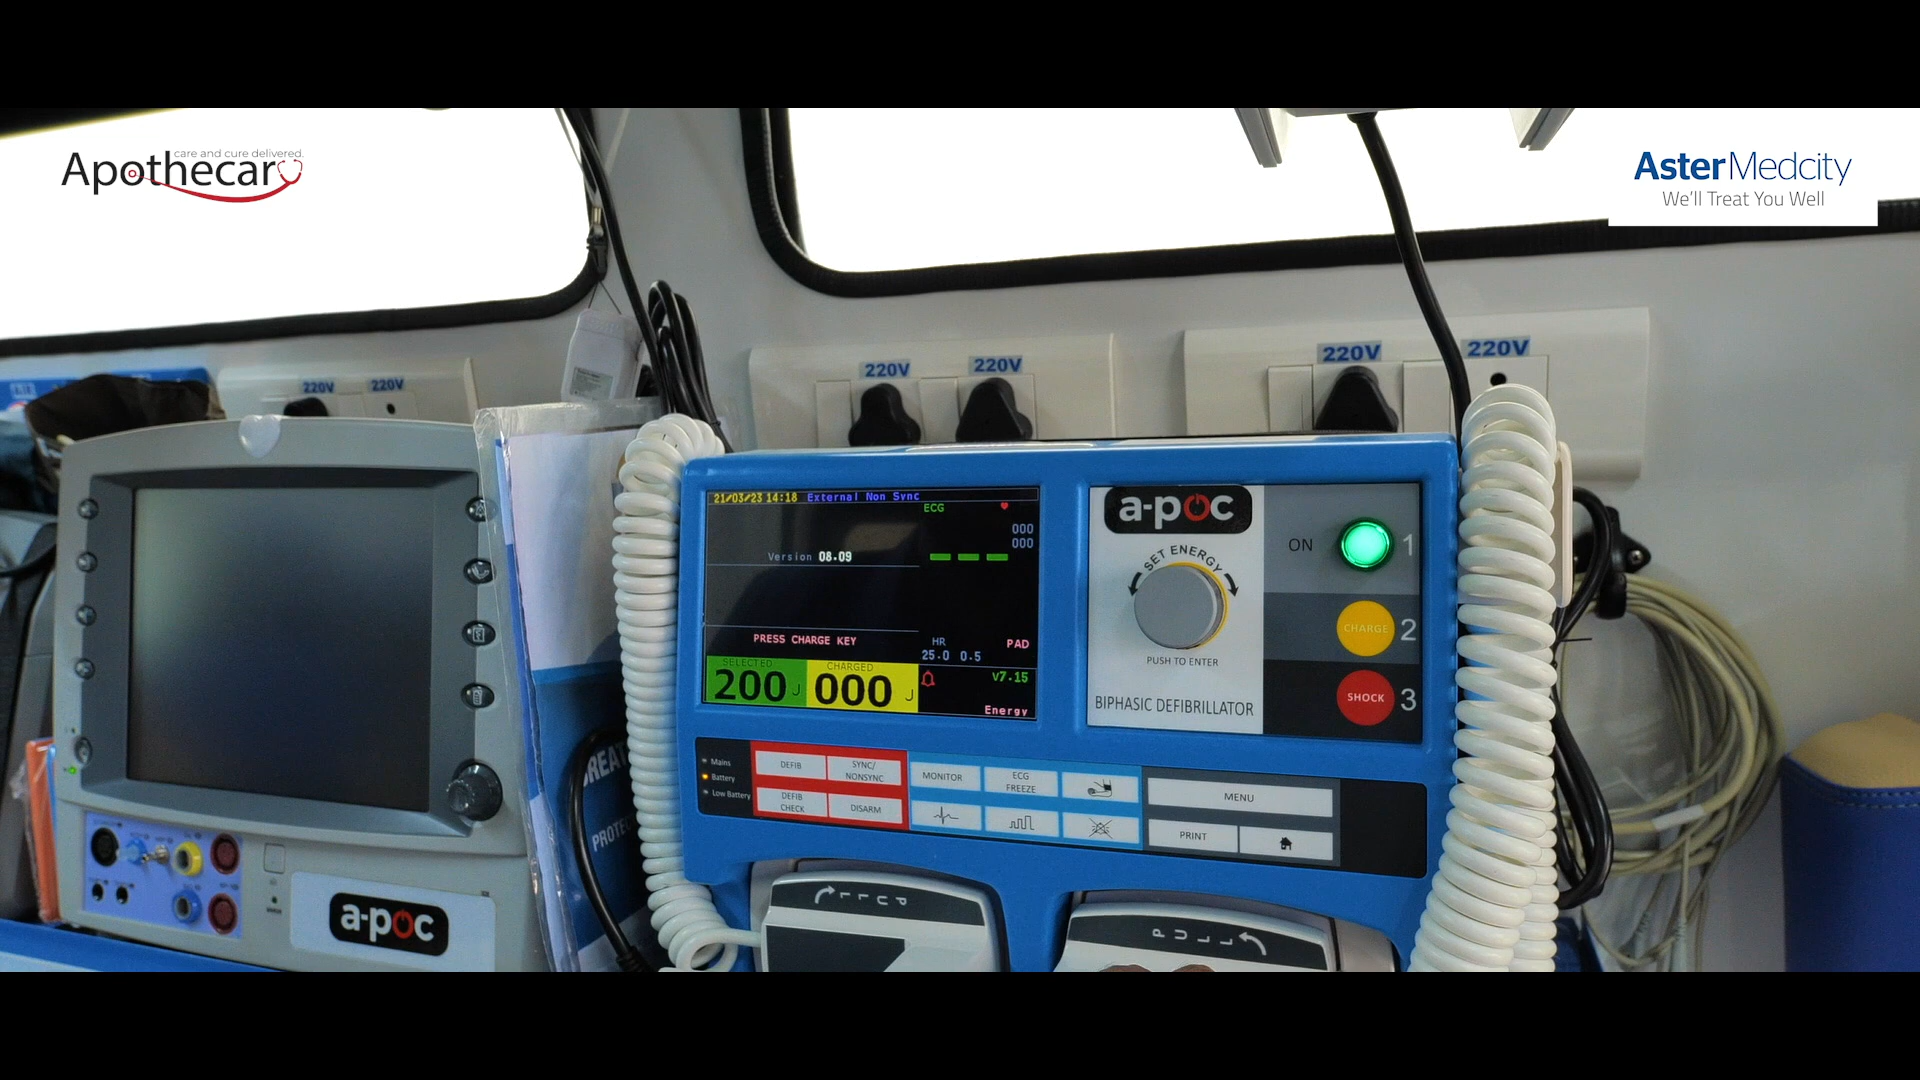 care and cure delivered.
Apothecary
AsterMedcity
We'll Treat You Well
220V
220V
220V
220V
220V
220V
21/03/23 14:18 External Non Sync
ECG
000
000
Version 08.09
PRESS CHARGE KEY
HR
PAD
25.0 0.5
SELECTED
200 J
CHARGED
000 J
v7.15
Energy
a-poc
SET ENERGY
PUSH TO ENTER
BIPHASIC DEFIBRILLATOR
ON 1
CHARGE 2
SHOCK 3
Mains
Battery
Low Battery
DEFIB
SYNC/
NONSYNC
DEFIB
CHECK
DISARM
MONITOR
ECG
FREEZE
MENU
PRINT
PULL
PULL
a-poc